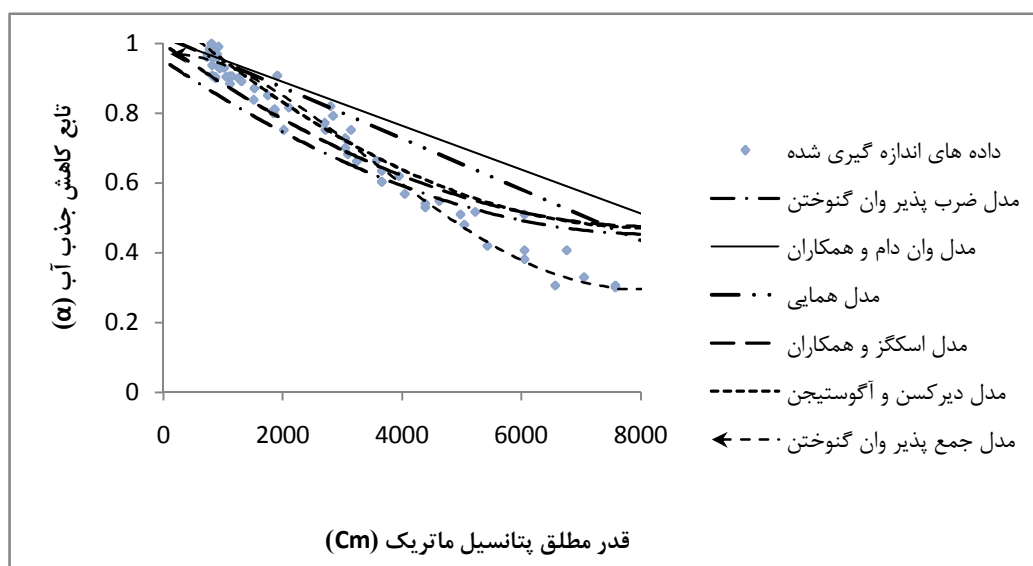 1
0.8
0.6
0.4
0.2
0
0 2000 4000 6000 8000
تابع کاهش جذب آب (α)
قدر مطلق پتانسیل ماتریک (Cm)
داده های اندازه گیری شده
مدل ضرب پذیر وان گنوختن
مدل وان دام و همکاران
مدل همایی
مدل اسکگز و همکاران
مدل دیرکسن و آگوستیجن
مدل جمع پذیر وان گنوختن